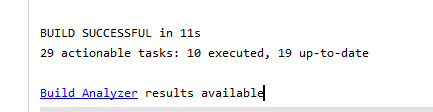 BUILD SUCCESSFUL in 11s
29 actionable tasks: 10 executed, 19 up-to-date
Build Analyzer results available